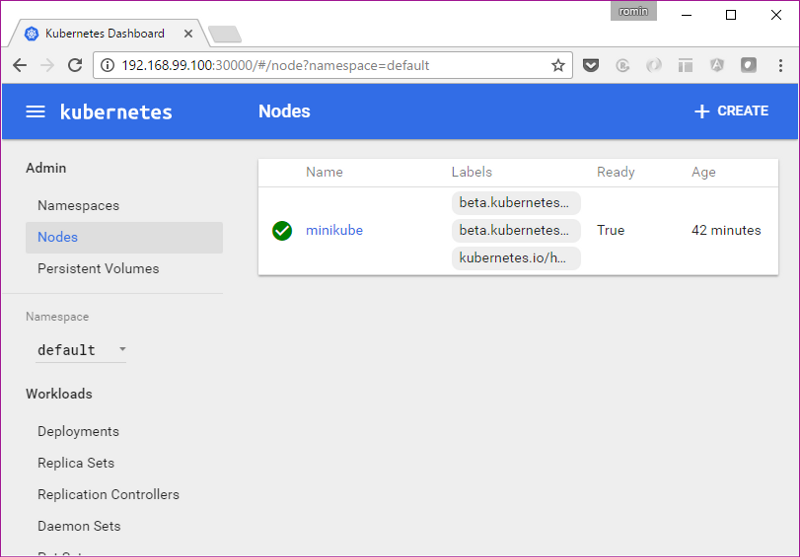 romin
Kubernetes Dashboard
192.168.99.100:30000/#/node?namespace=default
kubernetes
Nodes
CREATE
Admin
Namespaces
Nodes
Persistent Volumes
Namespace
default
Workloads
Deployments
Replica Sets
Replication Controllers
Daemon Sets
Name Labels Ready Age
beta.kubernetes...
minikube beta.kubernetes... True 42 minutes
kubernetes.io/h...